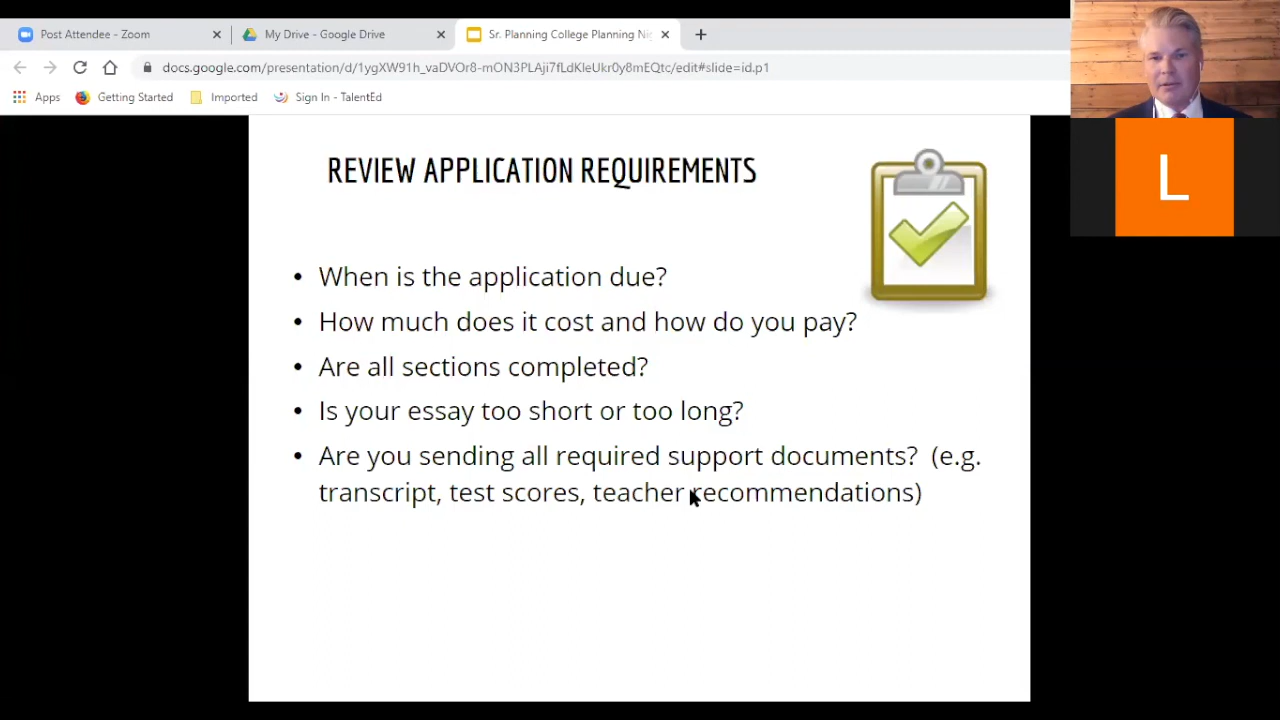 Post Attendee - Zoom
My Drive - Google Drive
Sr. Planning College Planning Nig
docs.google.com/presentation/d/1ygXW91h_vaDVOr8-mON3PLAji7fLdKleUkr0y8mEQtc/edit#slide=id.p1
Apps
Getting Started
Imported
Sign In - TalentEd
REVIEW APPLICATION REQUIREMENTS
• When is the application due?
• How much does it cost and how do you pay?
• Are all sections completed?
• Is your essay too short or too long?
• Are you sending all required support documents? (e.g.
transcript, test scores, teacher recommendations)
L